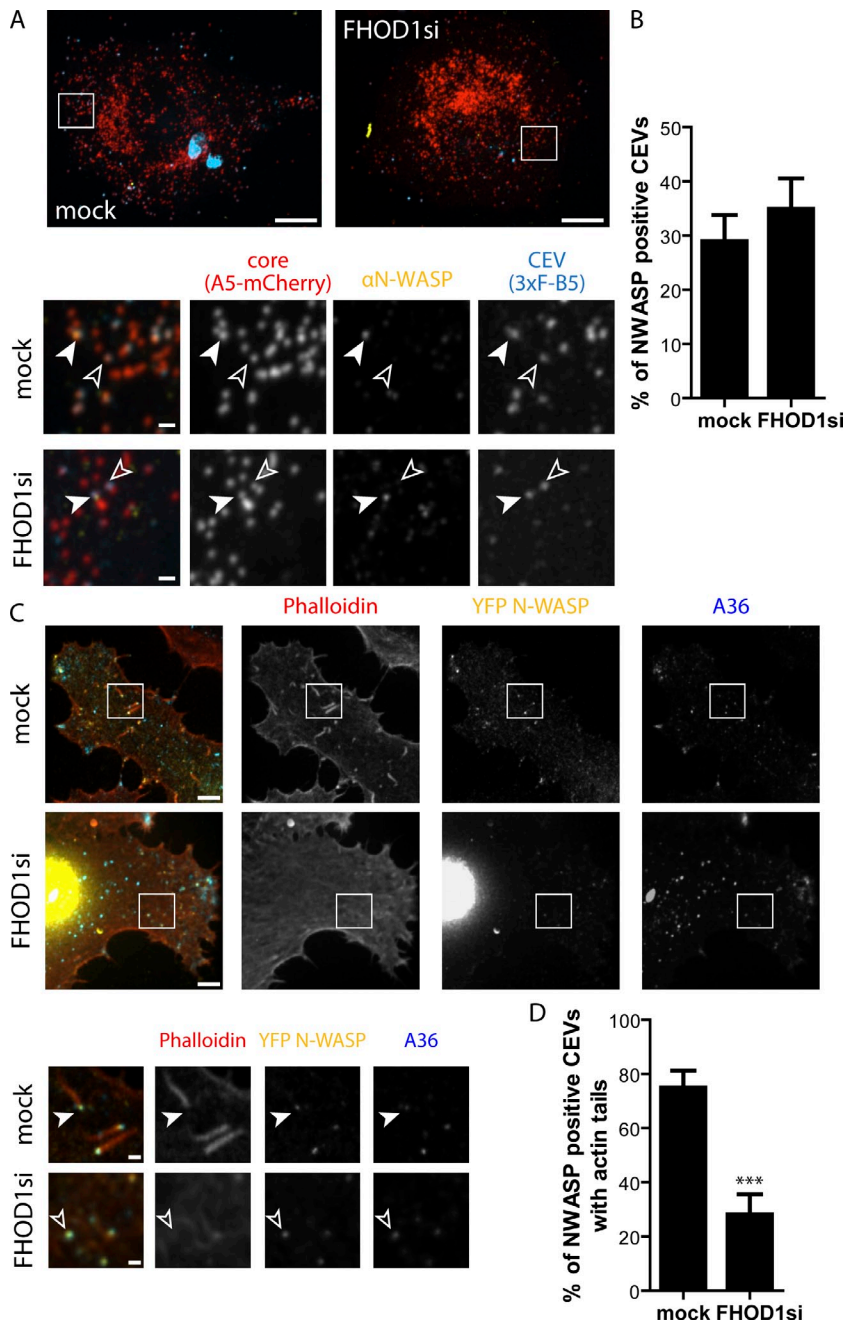 A
mock
FHOD1si
core
(A5-mCherry)
αN-WASP
CEV
(3xF-B5)
mock
FHOD1si
B
% of NWASP positive CEVs
50
40
30
20
10
0
mock FHOD1si
C
Phalloidin
YFP N-WASP
A36
mock
FHOD1si
Phalloidin
YFP N-WASP
A36
mock
FHOD1si
D
% of NWASP positive CEVs
with actin tails
100
80
60
40
20
0
***
mock FHOD1si